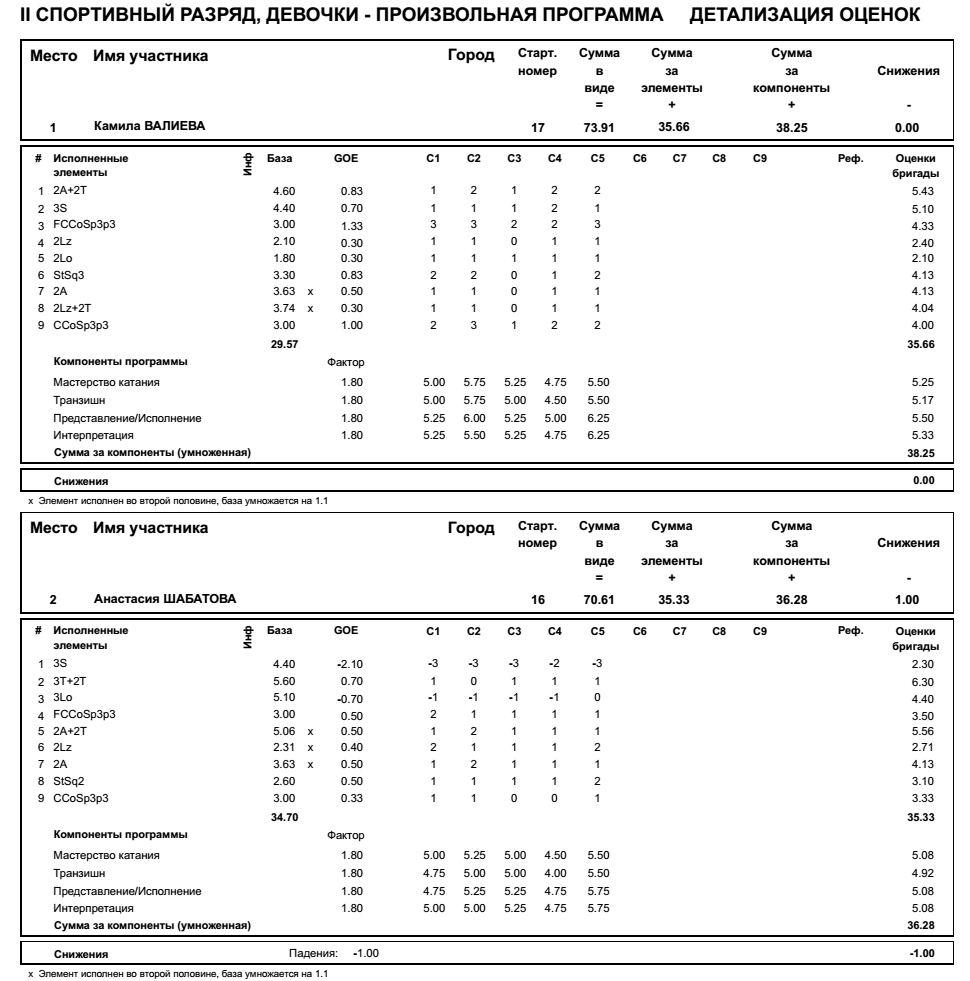 II СПОРТИВНЫЙ РАЗРЯД, ДЕВОЧКИ - ПРОИЗВОЛЬНАЯ ПРОГРАММА ДЕТАЛИЗАЦИЯ ОЦЕНОК
Место Имя участника Город Старт. номер Сумма в виде = Сумма за элементы + Сумма за компоненты + Снижения -
1 Камила ВАЛИЕВА 17 73.91 35.66 38.25 0.00
# Исполненные элементы Инф База GOE C1 C2 C3 C4 C5 C6 C7 C8 C9 Реф. Оценки бригады
1 2A+2T 4.60 0.83 1 2 1 2 2 5.43
2 3S 4.40 0.70 1 1 1 2 1 5.10
3 FCCoSp3p3 3.00 1.33 3 3 2 2 3 4.33
4 2Lz 2.10 0.30 1 1 0 1 1 2.40
5 2Lo 1.80 0.30 1 1 1 1 1 2.10
6 StSq3 3.30 0.83 2 2 0 1 2 4.13
7 2A 3.63 x 0.50 1 1 0 1 1 4.13
8 2Lz+2T 3.74 x 0.30 1 1 0 1 1 4.04
9 CCoSp3p3 3.00 1.00 2 3 1 2 2 4.00
29.57 35.66
Компоненты программы Фактор
Мастерство катания 1.80 5.00 5.75 5.25 4.75 5.50 5.25
Транзишн 1.80 5.00 5.75 5.00 4.50 5.50 5.17
Представление/Исполнение 1.80 5.25 6.00 5.25 5.00 6.25 5.50
Интерпретация 1.80 5.25 5.50 5.25 4.75 6.25 5.33
Сумма за компоненты (умноженная) 38.25
Снижения 0.00
x Элемент исполнен во второй половине, база умножается на 1.1
Место Имя участника Город Старт. номер Сумма в виде = Сумма за элементы + Сумма за компоненты + Снижения -
2 Анастасия ШАБАТОВА 16 70.61 35.33 36.28 1.00
# Исполненные элементы Инф База GOE C1 C2 C3 C4 C5 C6 C7 C8 C9 Реф. Оценки бригады
1 3S 4.40 -2.10 -3 -3 -3 -2 -3 2.30
2 3T+2T 5.60 0.70 1 0 1 1 1 6.30
3 3Lo 5.10 -0.70 -1 -1 -1 -1 0 4.40
4 FCCoSp3p3 3.00 0.50 2 1 1 1 1 3.50
5 2A+2T 5.06 x 0.50 1 2 1 1 1 5.56
6 2Lz 2.31 x 0.40 2 1 1 1 2 2.71
7 2A 3.63 x 0.50 1 2 1 1 1 4.13
8 StSq2 2.60 0.50 1 1 1 1 2 3.10
9 CCoSp3p3 3.00 0.33 1 1 0 0 1 3.33
34.70 35.33
Компоненты программы Фактор
Мастерство катания 1.80 5.00 5.25 5.00 4.50 5.50 5.08
Транзишн 1.80 4.75 5.00 5.00 4.00 5.50 4.92
Представление/Исполнение 1.80 4.75 5.25 5.25 4.75 5.75 5.08
Интерпретация 1.80 5.00 5.00 5.25 4.75 5.75 5.08
Сумма за компоненты (умноженная) 36.28
Снижения Падения: -1.00 -1.00
x Элемент исполнен во второй половине, база умножается на 1.1